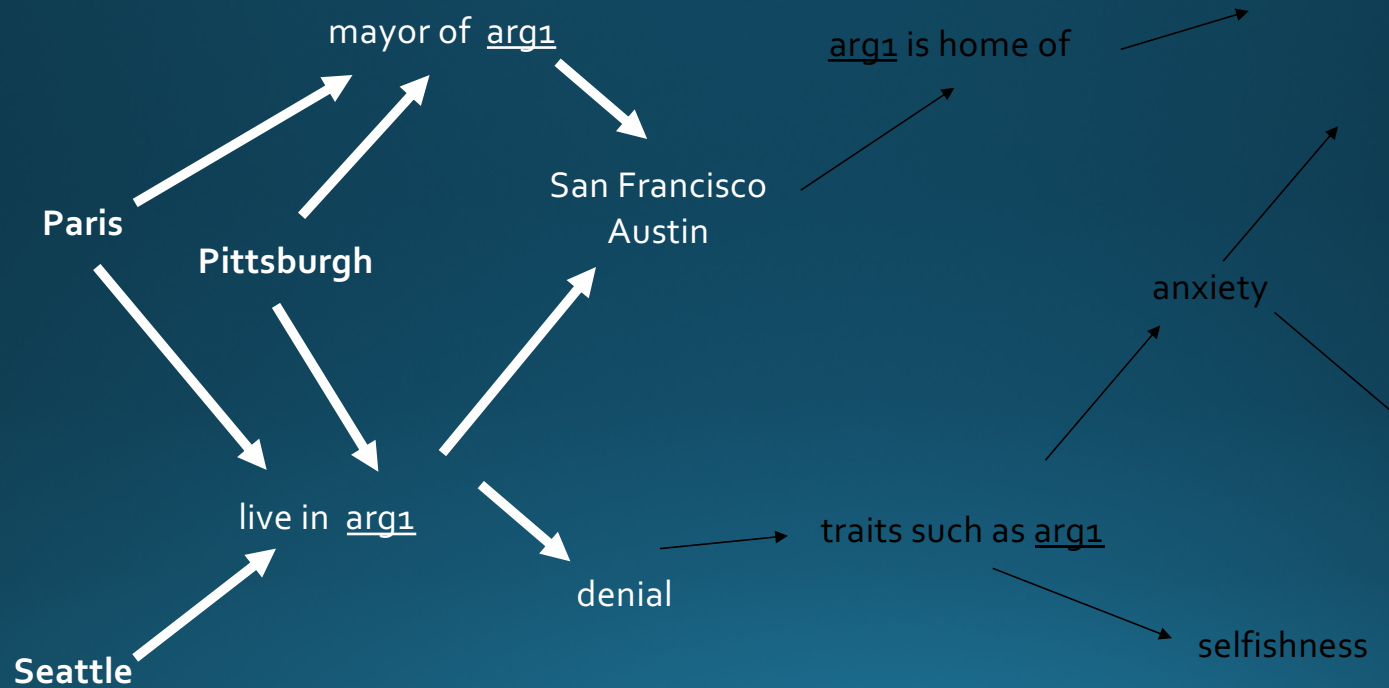 mayor of arg1
arg1 is home of
San Francisco
Austin
Paris
Pittsburgh
anxiety
live in arg1
traits such as arg1
denial
selfishness
Seattle